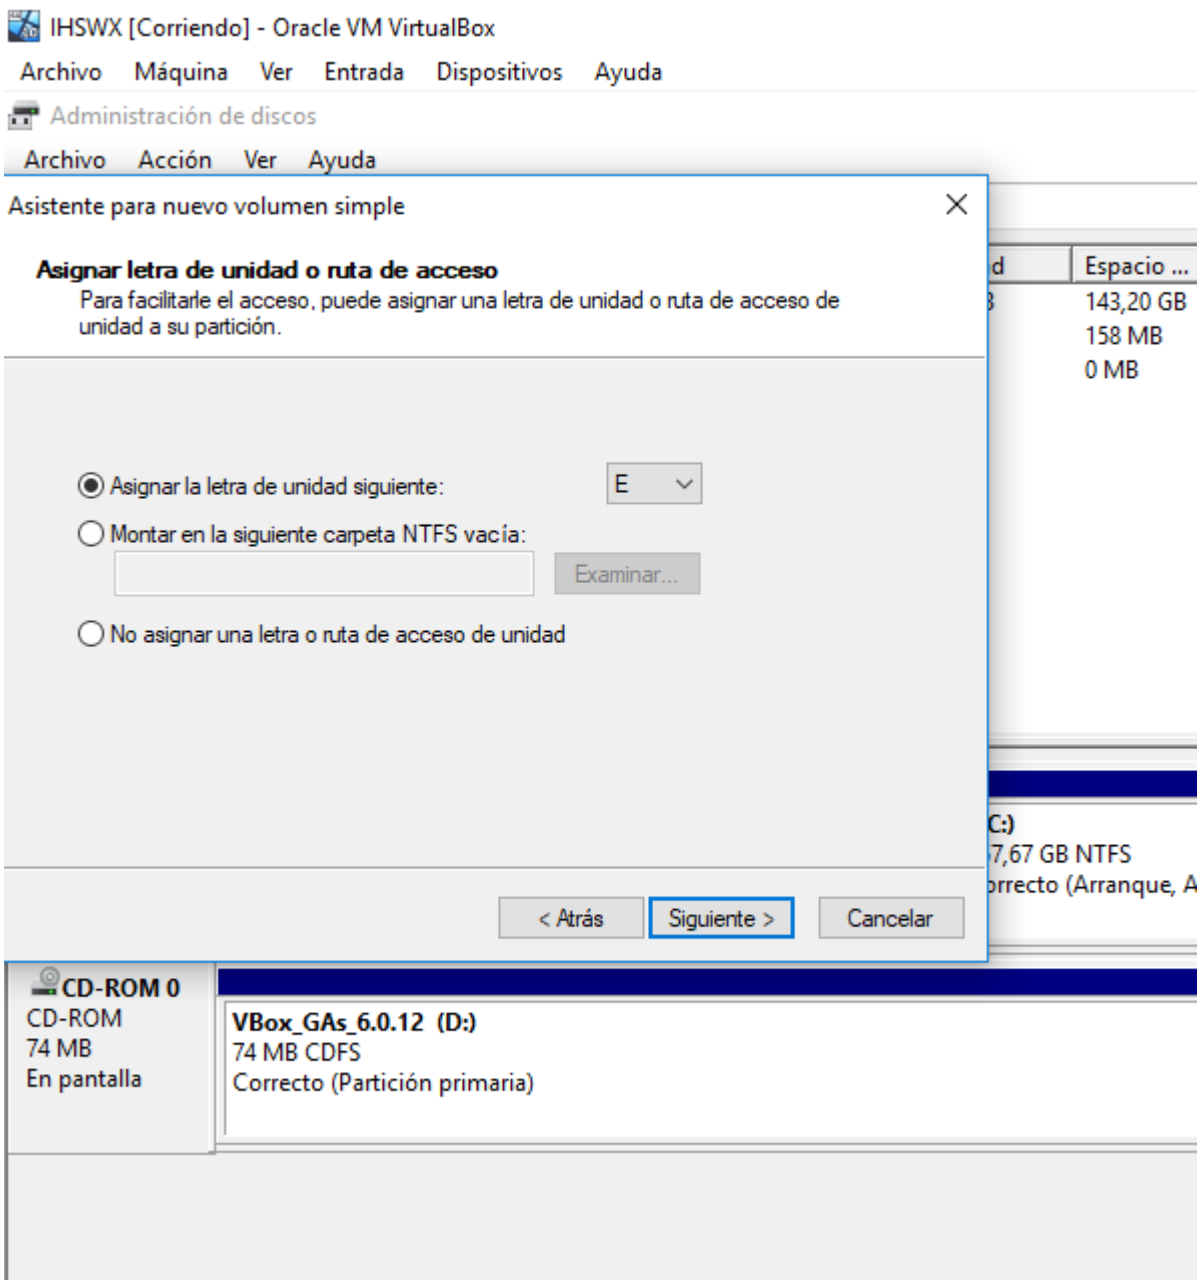 IHSWX [Corriendo] - Oracle VM VirtualBox
Archivo Máquina Ver Entrada Dispositivos Ayuda
Administración de discos
Archivo Acción Ver Ayuda
Asistente para nuevo volumen simple
Asignar letra de unidad o ruta de acceso
Para facilitarle el acceso, puede asignar una letra de unidad o ruta de acceso de
unidad a su partición.
Espacio ...
143,20 GB
158 MB
0 MB
Asignar la letra de unidad siguiente: E
Montar en la siguiente carpeta NTFS vacía:
Examinar...
No asignar una letra o ruta de acceso de unidad
C:)
7,67 GB NTFS
orrecto (Arranque, A
< Atrás Siguiente > Cancelar
CD-ROM 0
CD-ROM
74 MB
En pantalla
VBox_GAs_6.0.12 (D:)
74 MB CDFS
Correcto (Partición primaria)